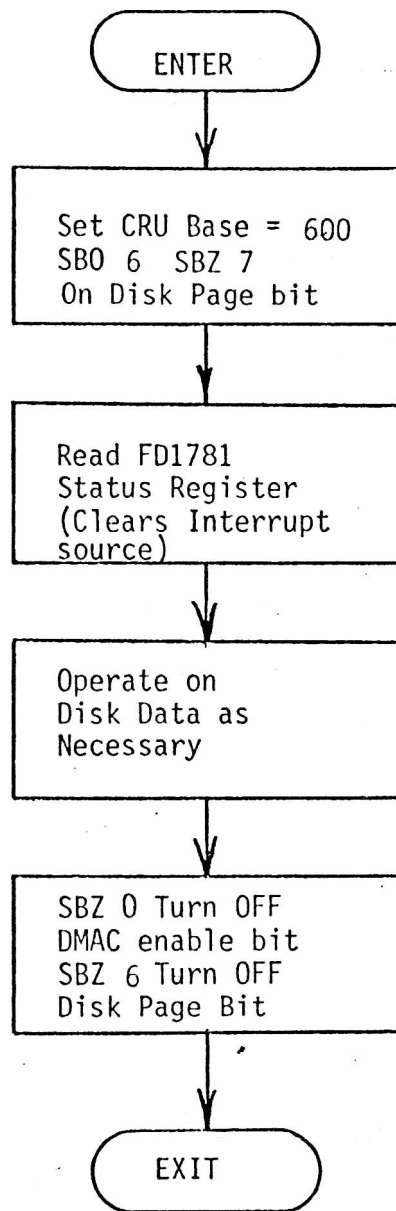 ENTER
Set CRU Base = 600
SBO 6 SBZ 7
On Disk Page bit
Read FD1781
Status Register
(Clears Interrupt
source)
Operate on
Disk Data as
Necessary
SBZ 0 Turn OFF
DMAC enable bit
SBZ 6 Turn OFF
Disk Page Bit
EXIT